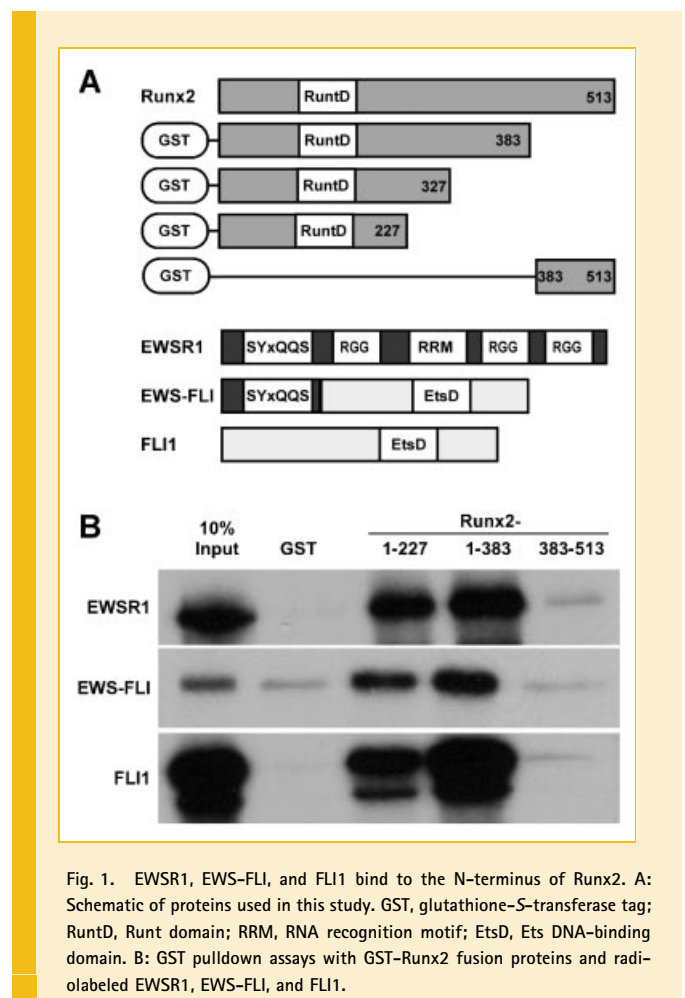 A
Runx2 RuntD 513
GST RuntD 383
GST RuntD 327
GST RuntD 227
GST 383 513
EWSR1 SYxQQS RGG RRM RGG RGG
EWS-FLI SYxQQS EtsD
FLI1 EtsD
B
Runx2-
10%
Input GST 1-227 1-383 383-513
EWSR1
EWS-FLI
FLI1
Fig. 1. EWSR1, EWS-FLI, and FLI1 bind to the N-terminus of Runx2. A:
Schematic of proteins used in this study. GST, glutathione-S-transferase tag;
RuntD, Runt domain; RRM, RNA recognition motif; EtsD, Ets DNA-binding
domain. B: GST pulldown assays with GST-Runx2 fusion proteins and radi-
olabeled EWSR1, EWS-FLI, and FLI1.